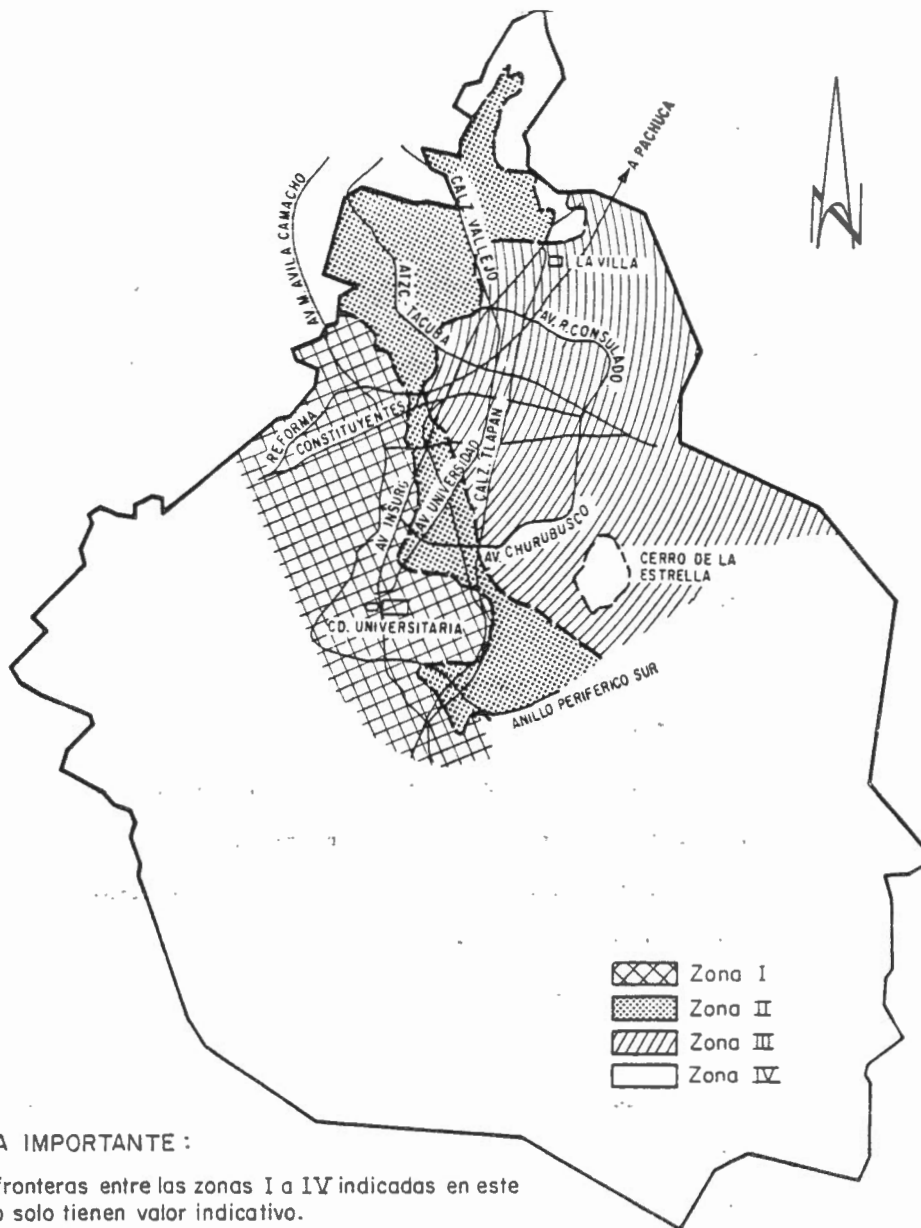 A PACHUCA
AV. M. AVILA CAMACHO
CALZ. VALLEJO
LA VILLA
ATZC. TACUBA
AV. R. CONSULADO
REFORMA
CONSTITUYENTES
CALZ. TLAPAN
AV. UNIVERSIDAD
AV INSURG
AV. CHURUBUSCO
CERRO DE LA
ESTRELLA
CD. UNIVERSITARIA
ANILLO PERIFERICO SUR
Zona I
Zona II
Zona III
Zona IV
A IMPORTANTE:
fronteras entre las zonas I a IV indicadas en este
o solo tienen valor indicativo.